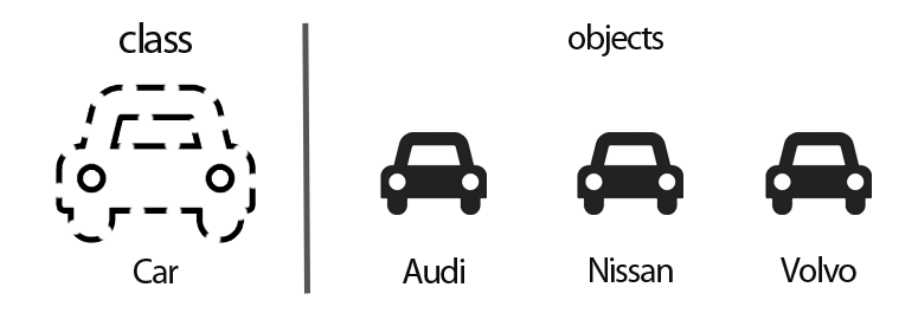 class
Car
objects
Audi
Nissan
Volvo